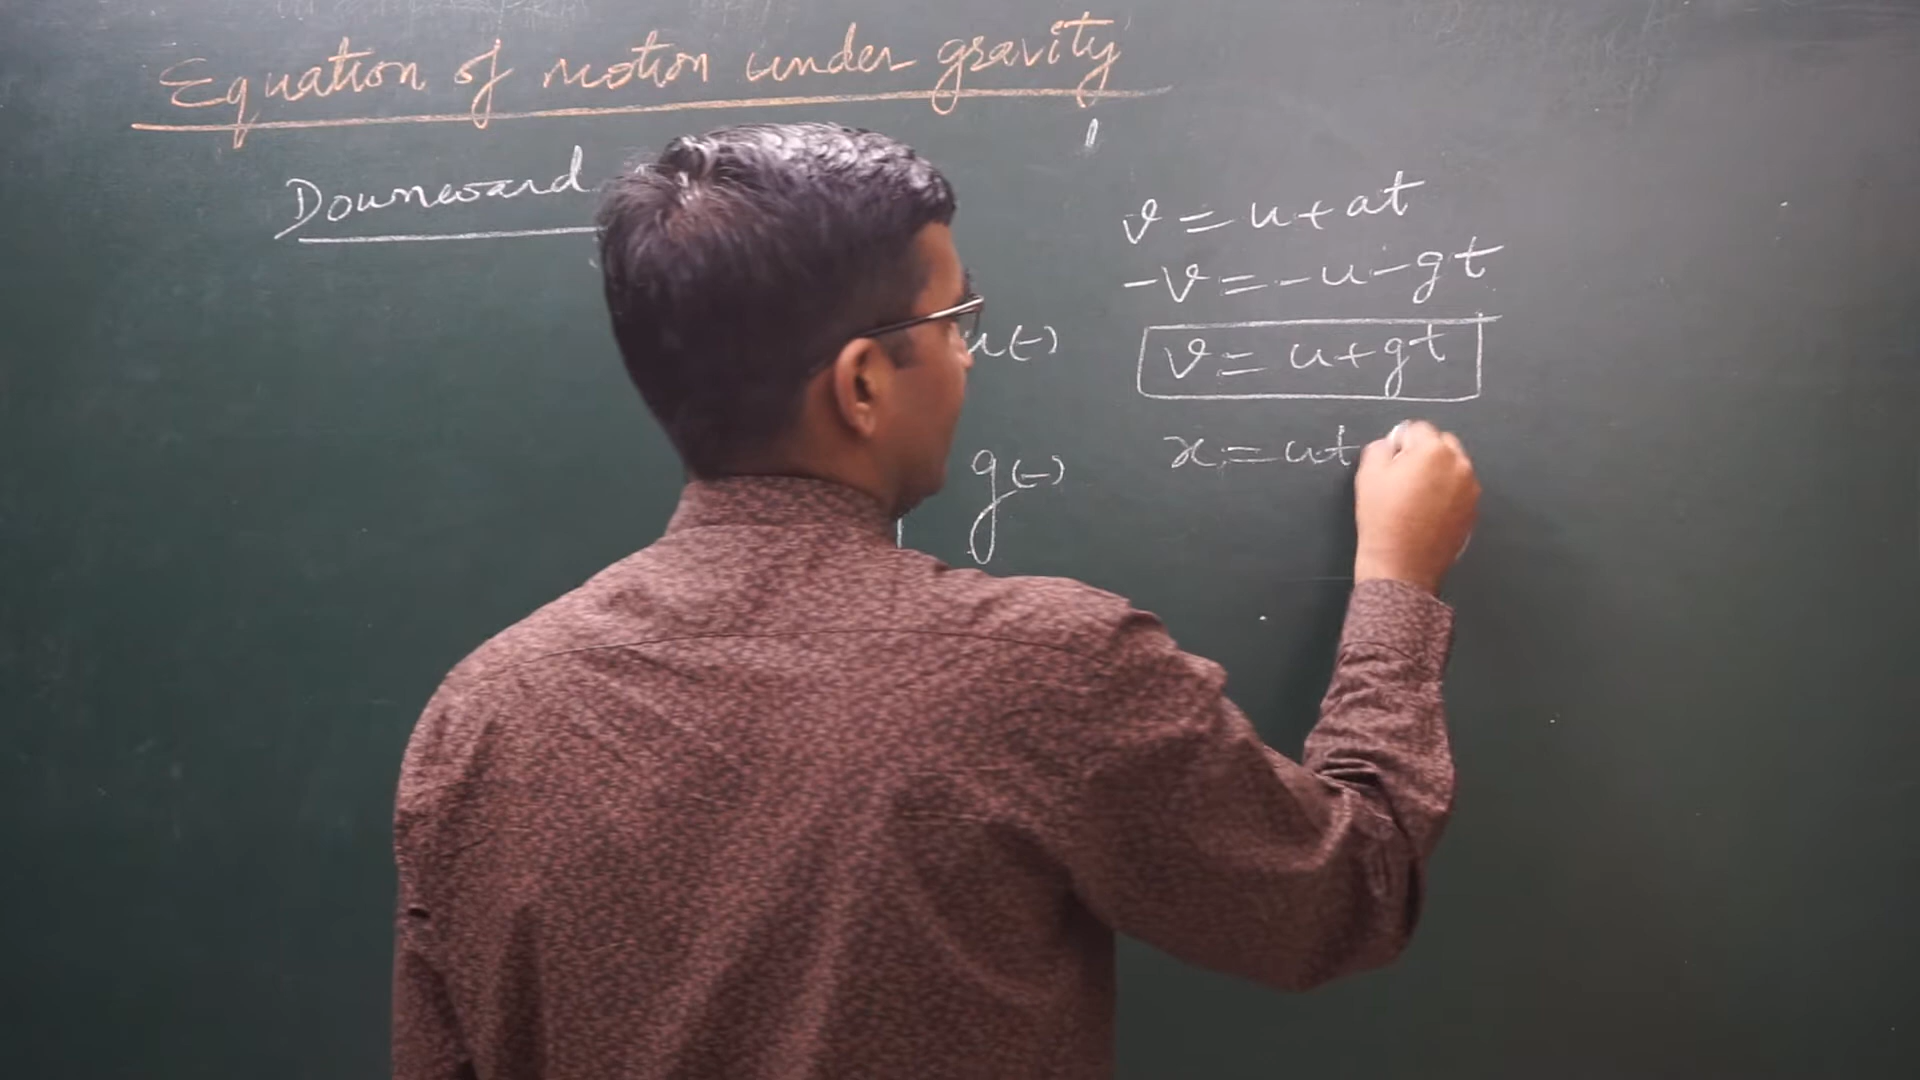 Equation of motion under gravity
Downward
v = u + at
-v = -u - gt
u(-)
v = u + gt
x = ut
g(-)